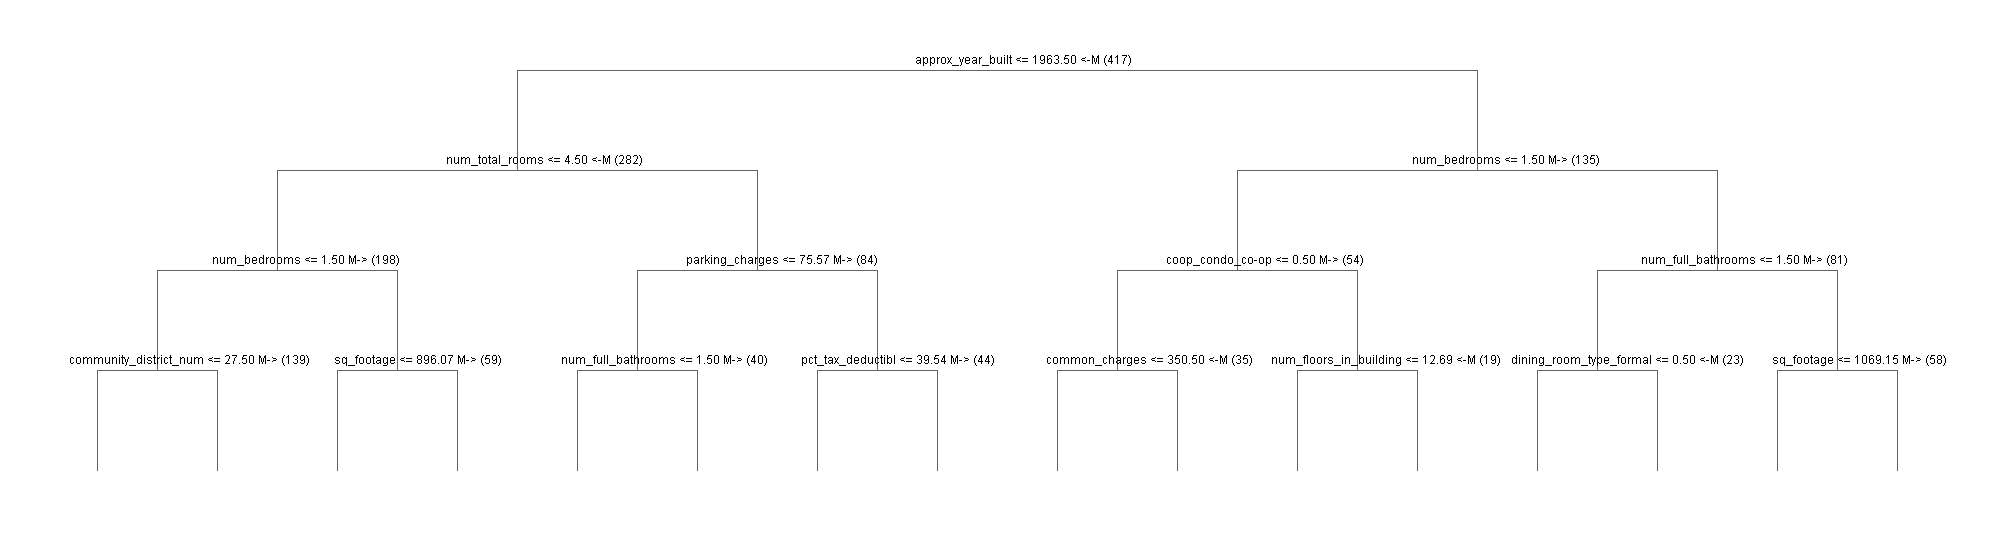 approx_year_built <= 1963.50 <-M (417)
num_total_rooms <= 4.50 <-M (282)
num_bedrooms <= 1.50 M-> (135)
num_bedrooms <= 1.50 M-> (198)
parking_charges <= 75.57 M-> (84)
coop_condo_co-op <= 0.50 M-> (54)
num_full_bathrooms <= 1.50 M-> (81)
community_district_num <= 27.50 M-> (139)
sq_footage <= 896.07 M-> (59)
num_full_bathrooms <= 1.50 M-> (40)
pct_tax_deductibl <= 39.54 M-> (44)
common_charges <= 350.50 <-M (35)
num_floors_in_building <= 12.69 <-M (19)
dining_room_type_formal <= 0.50 <-M (23)
sq_footage <= 1069.15 M-> (58)